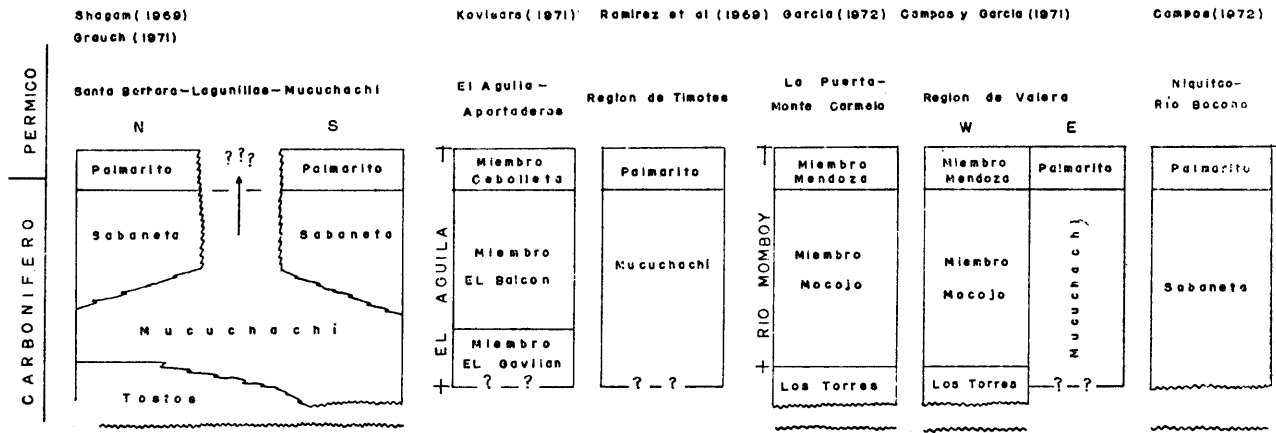 Shagam (1969)
Grauch (1971)
Kovisars (1971)
Ramirez et al (1969)
Garcia (1972)
Campos y Garcia (1971)
Campos (1972)
PERMICO
CARBONIFERO
Santa Barbara-Lagunillas-Mucuchachi
N S
Palmarito
? ? ?
Palmarito
Sabaneta
Sabaneta
Mucuchachi
Tostos
El Aguila-
Apartaderos
EL AGUILA
Miembro
Cebolleta
Miembro
EL Balcon
Miembro
EL Gavilan
? ?
Region de Timotes
Palmarito
Mucuchachi
? - ?
La Puerta-
Monte Carmelo
RIO MOMBOY
Miembro
Mendoza
Miembro
Mocojo
Los Torres
Region de Valera
W E
Miembro
Mendoza
Palmarito
Miembro
Mocojo
Mucuchachi
Los Torres
? - ?
Niquitao-
Rio Bocono
Palmarito
Sabaneta